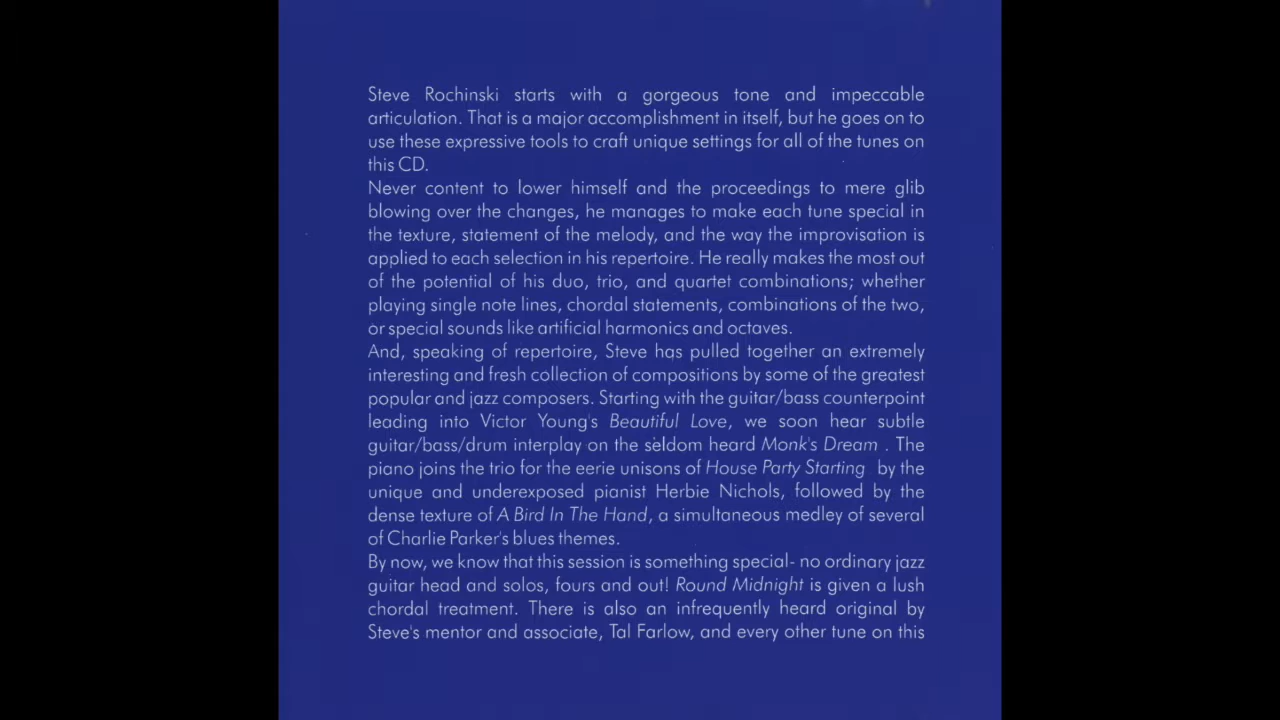 Steve Rochinski starts with a gorgeous tone and impeccable
articulation. That is a major accomplishment in itself, but he goes on to
use these expressive tools to craft unique settings for all of the tunes on
this CD.
Never content to lower himself and the proceedings to mere glib
blowing over the changes, he manages to make each tune special in
the texture, statement of the melody, and the way the improvisation is
applied to each selection in his repertoire. He really makes the most out
of the potential of his duo, trio, and quartet combinations; whether
playing single note lines, chordal statements, combinations of the two,
or special sounds like artificial harmonics and octaves.
And, speaking of repertoire, Steve has pulled together an extremely
interesting and fresh collection of compositions by some of the greatest
popular and jazz composers. Starting with the guitar/bass counterpoint
leading into Victor Young's Beautiful Love, we soon hear subtle
guitar/bass/drum interplay on the seldom heard Monk's Dream . The
piano joins the trio for the eerie unisons of House Party Starting by the
unique and underexposed pianist Herbie Nichols, followed by the
dense texture of A Bird In The Hand, a simultaneous medley of several
of Charlie Parker's blues themes.
By now, we know that this session is something special- no ordinary jazz
guitar head and solos, fours and out! Round Midnight is given a lush
chordal treatment. There is also an infrequently heard original by
Steve's mentor and associate, Tal Farlow, and every other tune on this